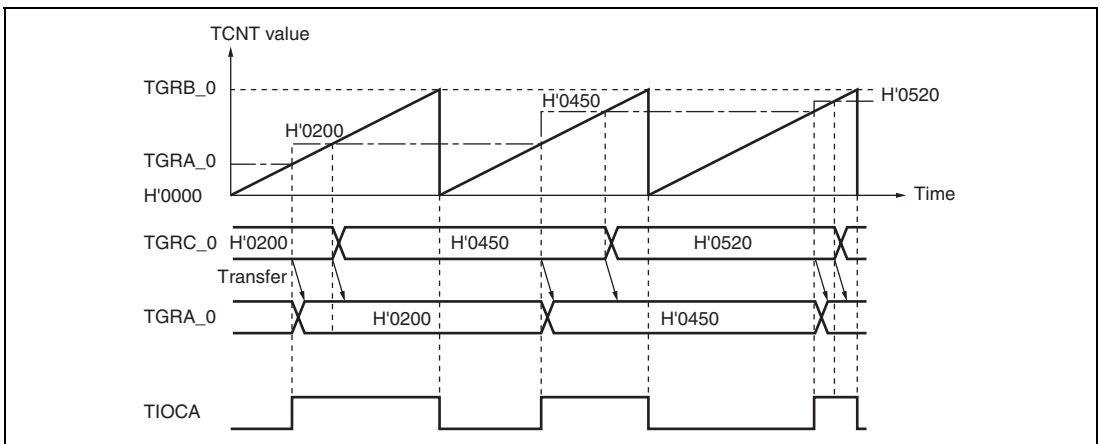 TCNT value
TGRB_0
H'0450
H'0520
H'0200
TGRA_0
H'0000
Time
TGRC_0 H'0200 H'0450 H'0520
Transfer
TGRA_0 H'0200 H'0450
TIOCA